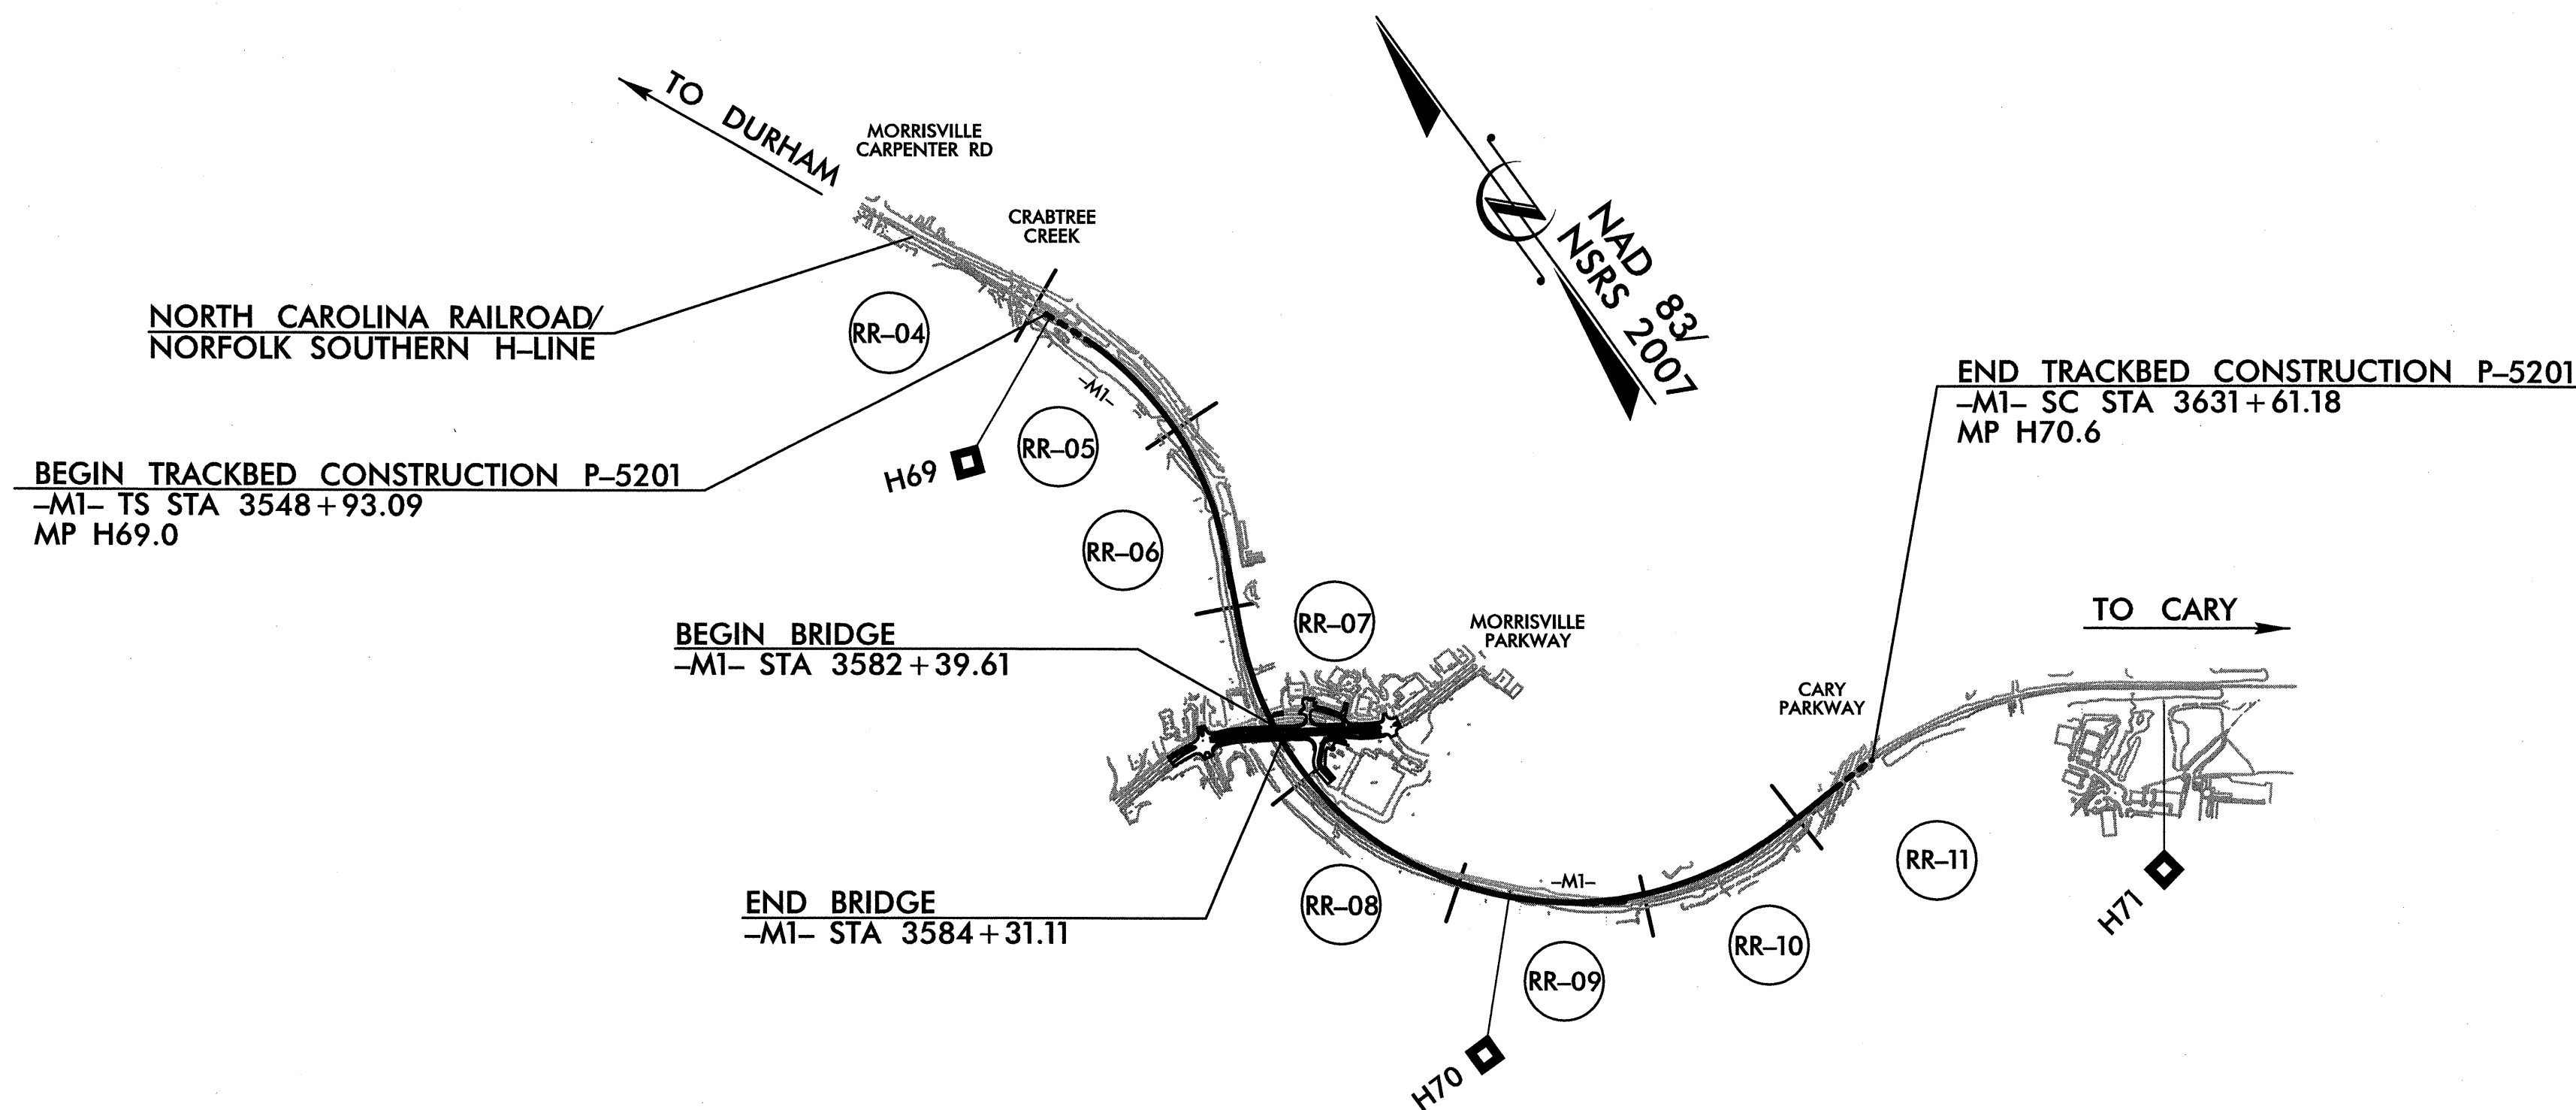 TO DURHAM
MORRISVILLE
CARPENTER RD
CRABTREE
CREEK
N
NAD 83/
NSRS 2007
NORTH CAROLINA RAILROAD/
NORFOLK SOUTHERN H-LINE
RR-04
-M1-
RR-05
H69
BEGIN TRACKBED CONSTRUCTION P-5201
-M1- TS STA 3548+93.09
MP H69.0
END TRACKBED CONSTRUCTION P-5201
-M1- SC STA 3631+61.18
MP H70.6
RR-06
RR-07
MORRISVILLE
PARKWAY
TO CARY
BEGIN BRIDGE
-M1- STA 3582+39.61
CARY
PARKWAY
END BRIDGE
-M1- STA 3584+31.11
RR-08
-M1-
RR-09
RR-10
RR-11
H71
H70